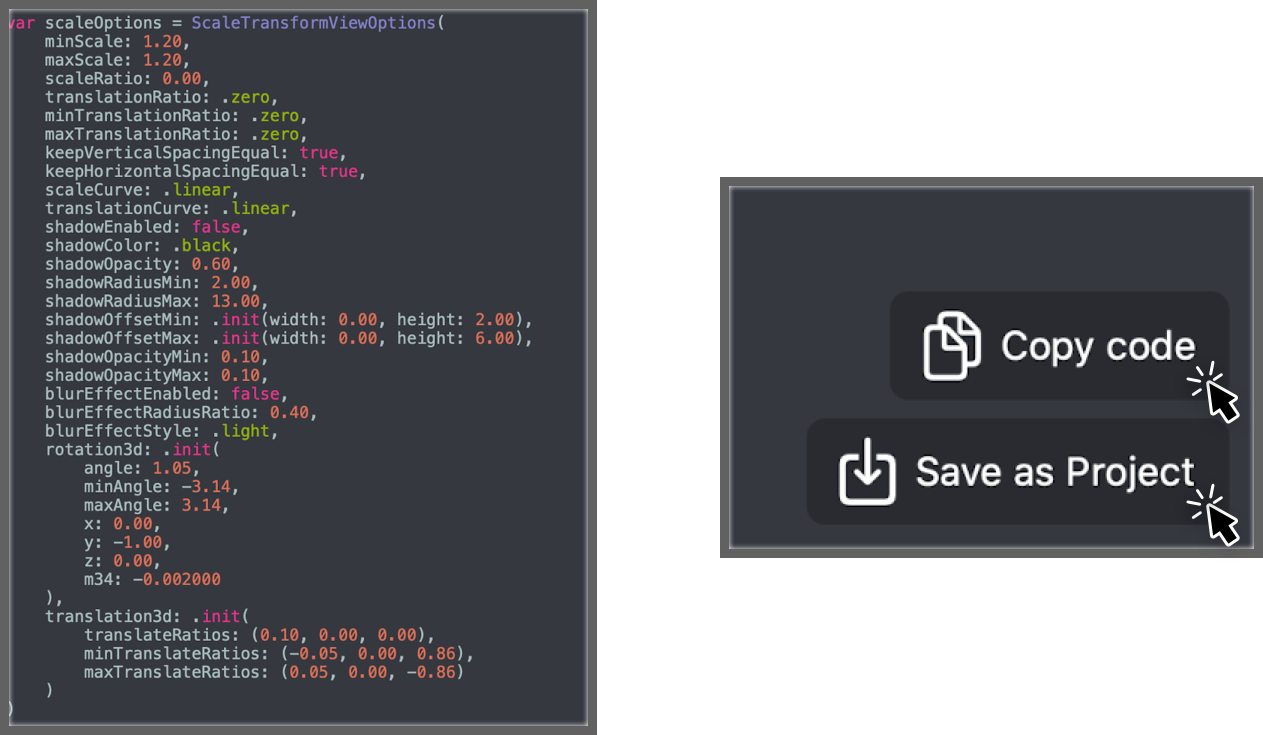 var scaleOptions = ScaleTransformViewOptions(
    minScale: 1.20,
    maxScale: 1.20,
    scaleRatio: 0.00,
    translationRatio: .zero,
    minTranslationRatio: .zero,
    maxTranslationRatio: .zero,
    keepVerticalSpacingEqual: true,
    keepHorizontalSpacingEqual: true,
    scaleCurve: .linear,
    translationCurve: .linear,
    shadowEnabled: false,
    shadowColor: .black,
    shadowOpacity: 0.60,
    shadowRadiusMin: 2.00,
    shadowRadiusMax: 13.00,
    shadowOffsetMin: .init(width: 0.00, height: 2.00),
    shadowOffsetMax: .init(width: 0.00, height: 6.00),
    shadowOpacityMin: 0.10,
    shadowOpacityMax: 0.10,
    blurEffectEnabled: false,
    blurEffectRadiusRatio: 0.40,
    blurEffectStyle: .light,
    rotation3d: .init(
        angle: 1.05,
        minAngle: -3.14,
        maxAngle: 3.14,
        x: 0.00,
        y: -1.00,
        z: 0.00,
        m34: -0.002000
    ),
    translation3d: .init(
        translateRatios: (0.10, 0.00, 0.00),
        minTranslateRatios: (-0.05, 0.00, 0.86),
        maxTranslateRatios: (0.05, 0.00, -0.86)
    )
)
Copy code
Save as Project